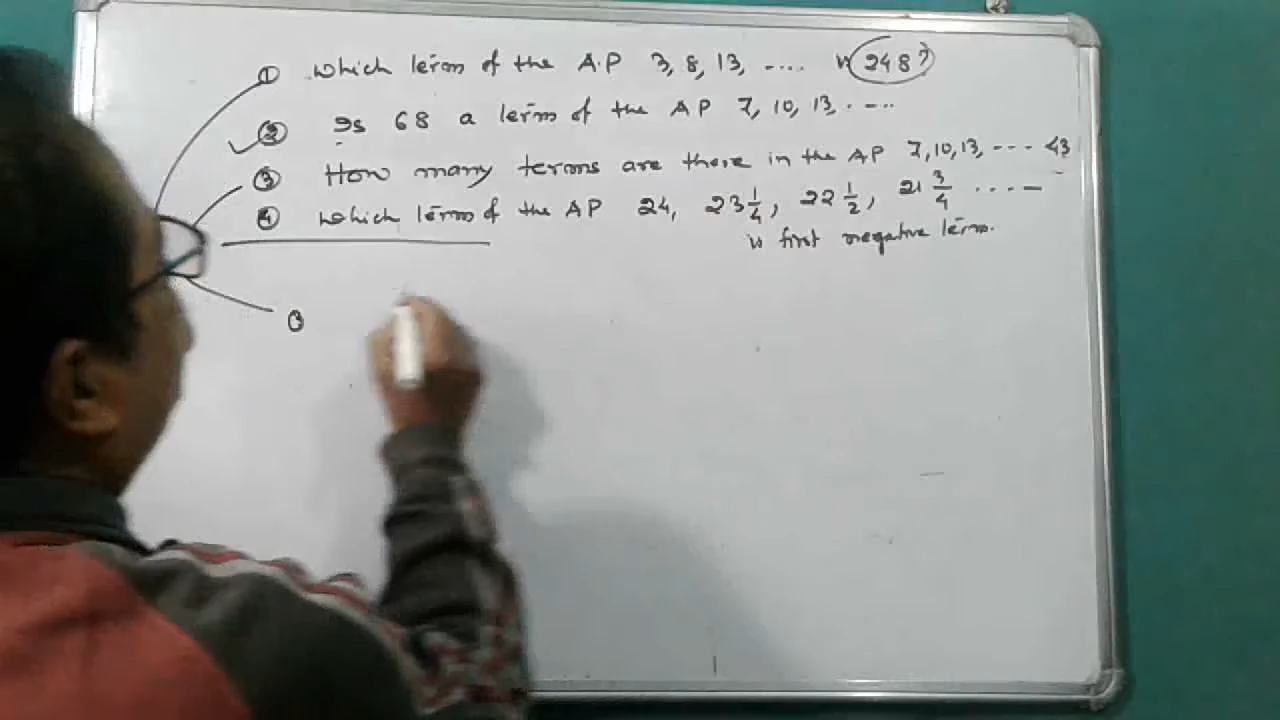 ① which term of the A.P 3, 8, 13, .... is 248?
② Is 68 a term of the AP 7, 10, 13, ....
③ How many terms are there in the AP 7, 10, 13, ... 43
④ which term of the AP 24, 23 1/4, 22 1/2, 21 3/4 .....
is first negative term.